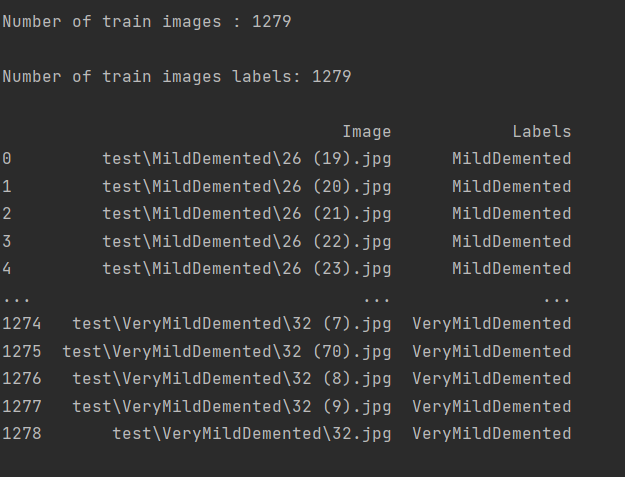 Number of train images : 1279
Number of train images labels: 1279
Image Labels
0 test\MildDemented\26 (19).jpg MildDemented
1 test\MildDemented\26 (20).jpg MildDemented
2 test\MildDemented\26 (21).jpg MildDemented
3 test\MildDemented\26 (22).jpg MildDemented
4 test\MildDemented\26 (23).jpg MildDemented
... ... ...
1274 test\VeryMildDemented\32 (7).jpg VeryMildDemented
1275 test\VeryMildDemented\32 (70).jpg VeryMildDemented
1276 test\VeryMildDemented\32 (8).jpg VeryMildDemented
1277 test\VeryMildDemented\32 (9).jpg VeryMildDemented
1278 test\VeryMildDemented\32.jpg VeryMildDemented